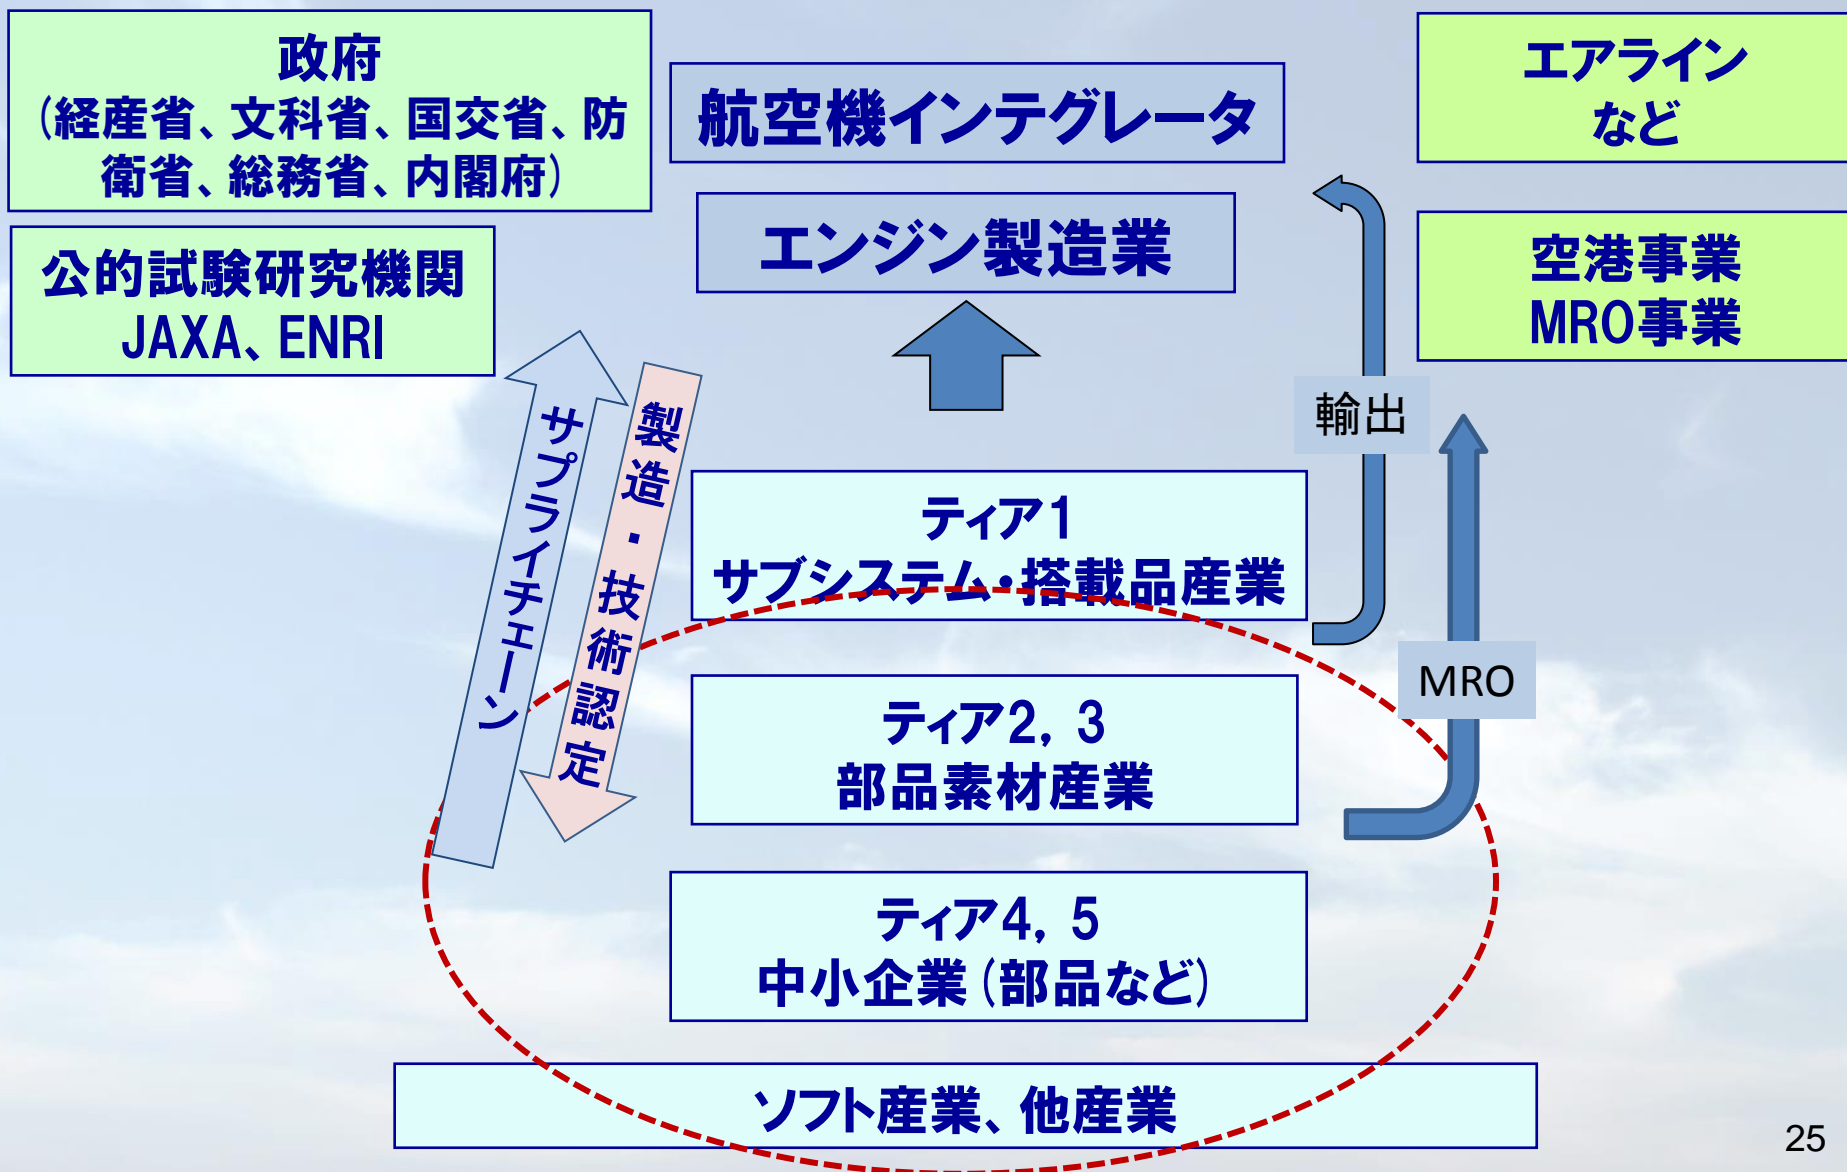 政府
(経産省、文科省、国交省、防
衛省、総務省、内閣府)
公的試験研究機関
JAXA、ENRI
航空機インテグレータ
エンジン製造業
エアライン
など
空港事業
MRO事業
サプライチェーン
製造・技術認定
輸出
MRO
ティア1
サブシステム・搭載品産業
ティア2, 3
部品素材産業
ティア4, 5
中小企業(部品など)
ソフト産業、他産業
25